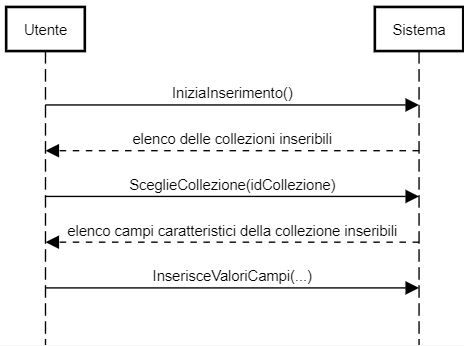 Utente
Sistema
IniziaInserimento()
elenco delle collezioni inseribili
SceglieCollezione(idCollezione)
elenco campi caratteristici della collezione inseribili
InserisceValoriCampi(...)